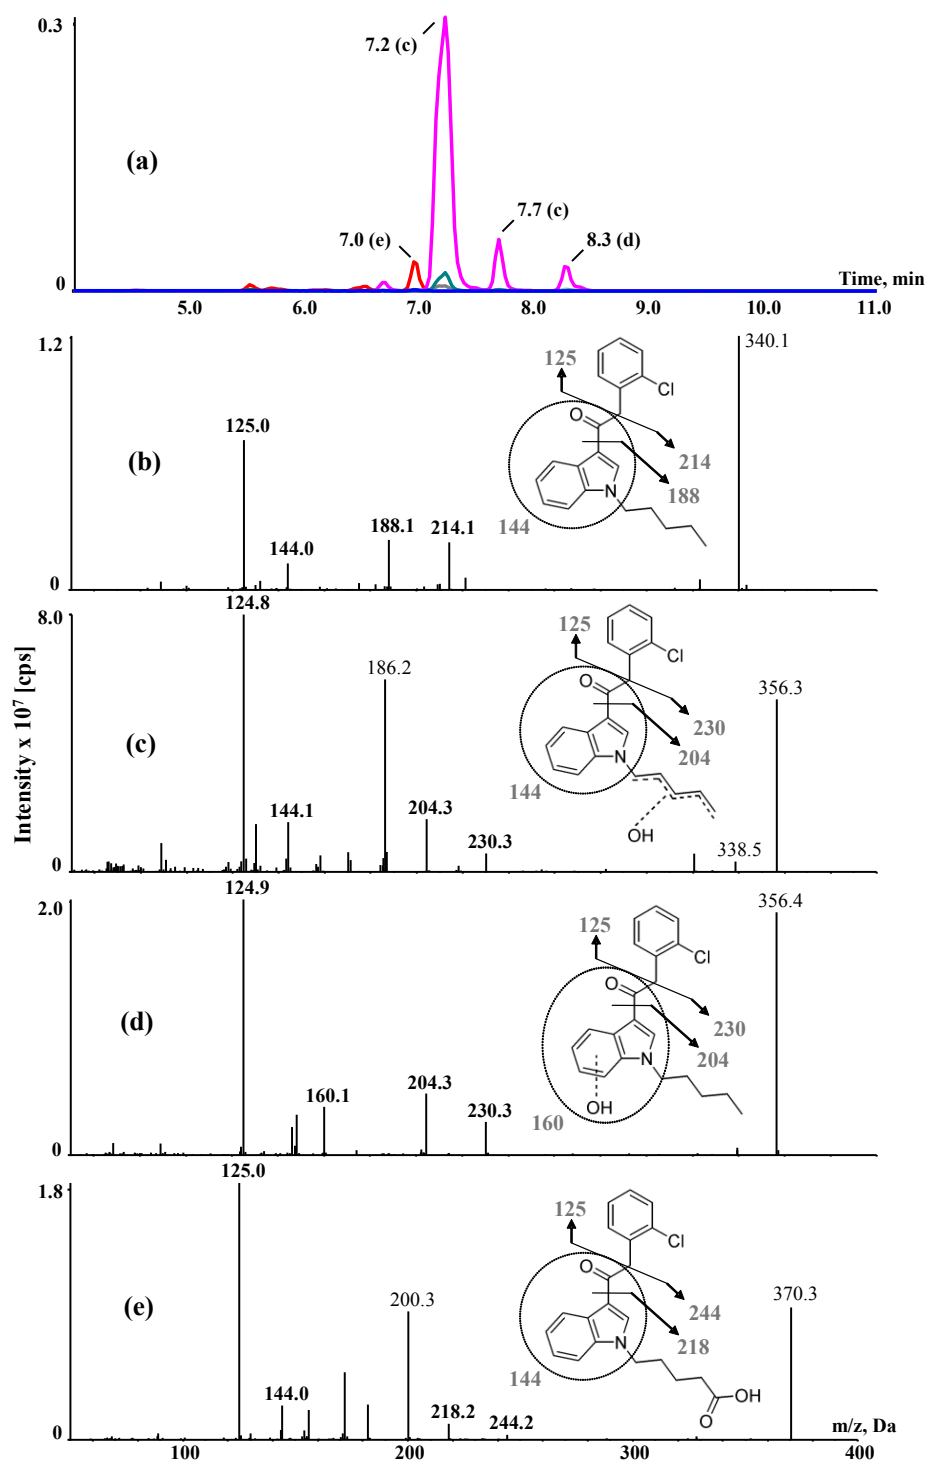 0.3
7.2 (c)
(a)
7.7 (c)
7.0 (e)
8.3 (d)
0
Time, min
5.0 6.0 7.0 8.0 9.0 10.0 11.0
1.2
340.1
125
Cl
O
125.0
(b)
214
188
N
144
188.1
214.1
144.0
0
124.8
8.0
125
Cl
186.2
O
356.3
230
(c)
204
N
144
144.1
204.3
OH
230.3
338.5
0
124.9
2.0
356.4
125
Cl
O
(d)
230
204
N
204.3
160.1
OH
230.3
160
0
125.0
1.8
125
Cl
O
200.3
370.3
(e)
244
218
N
144
144.0
OH
O
218.2
244.2
0
m/z, Da
100 200 300 400
Intensity x 10⁷ [cps]